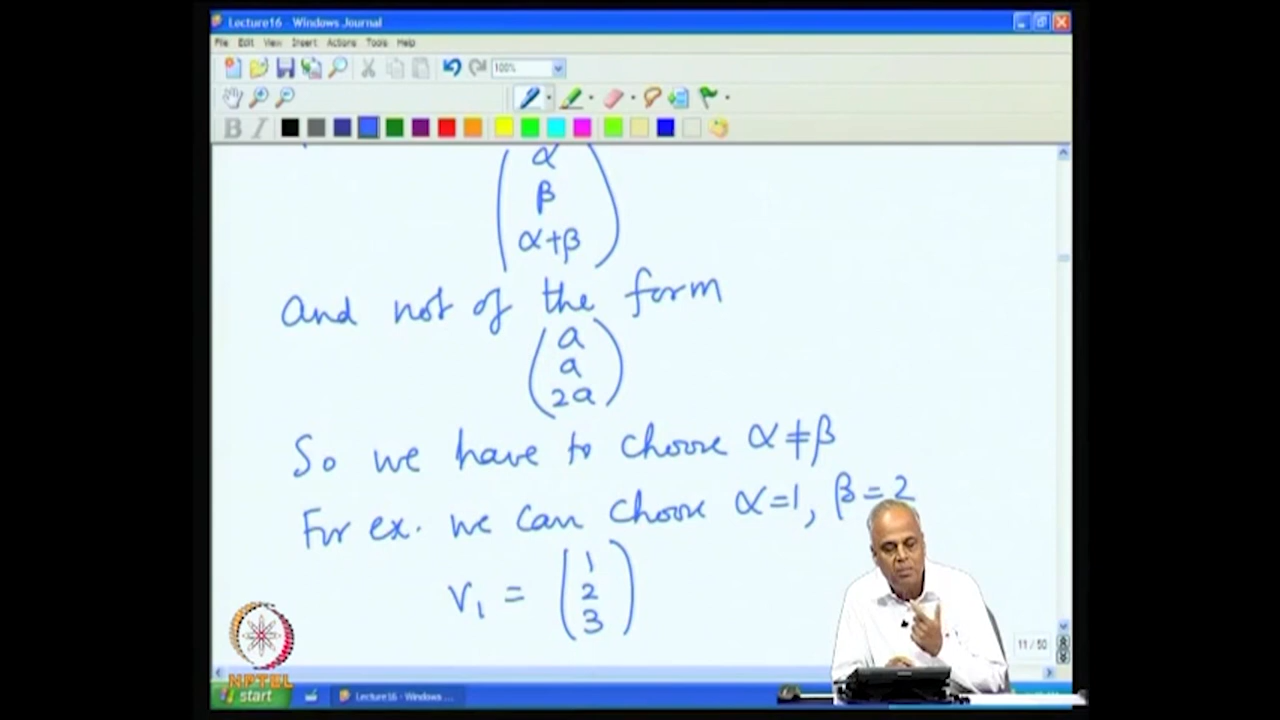 Lecture16 - Windows Journal
File Edit View Insert Actions Tools Help
100%
B I
α
β
α+β
And not of the form
a
a
2a
So we have to choose α≠β
For ex. we can choose α=1, β=2
v₁ = 1
2
3
11 / 50
NPTEL
start Lecture16 - Windows ...